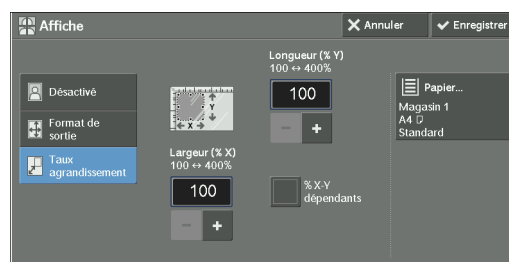 Affiche
Annuler
Enregistrer
Désactivé
Format de
sortie
Taux
agrandissement
Y
X
Largeur (% X)
100 ↔ 400%
100
Longueur (% Y)
100 ↔ 400%
100
% X-Y
dépendants
Papier...
Magasin 1
A4
Standard